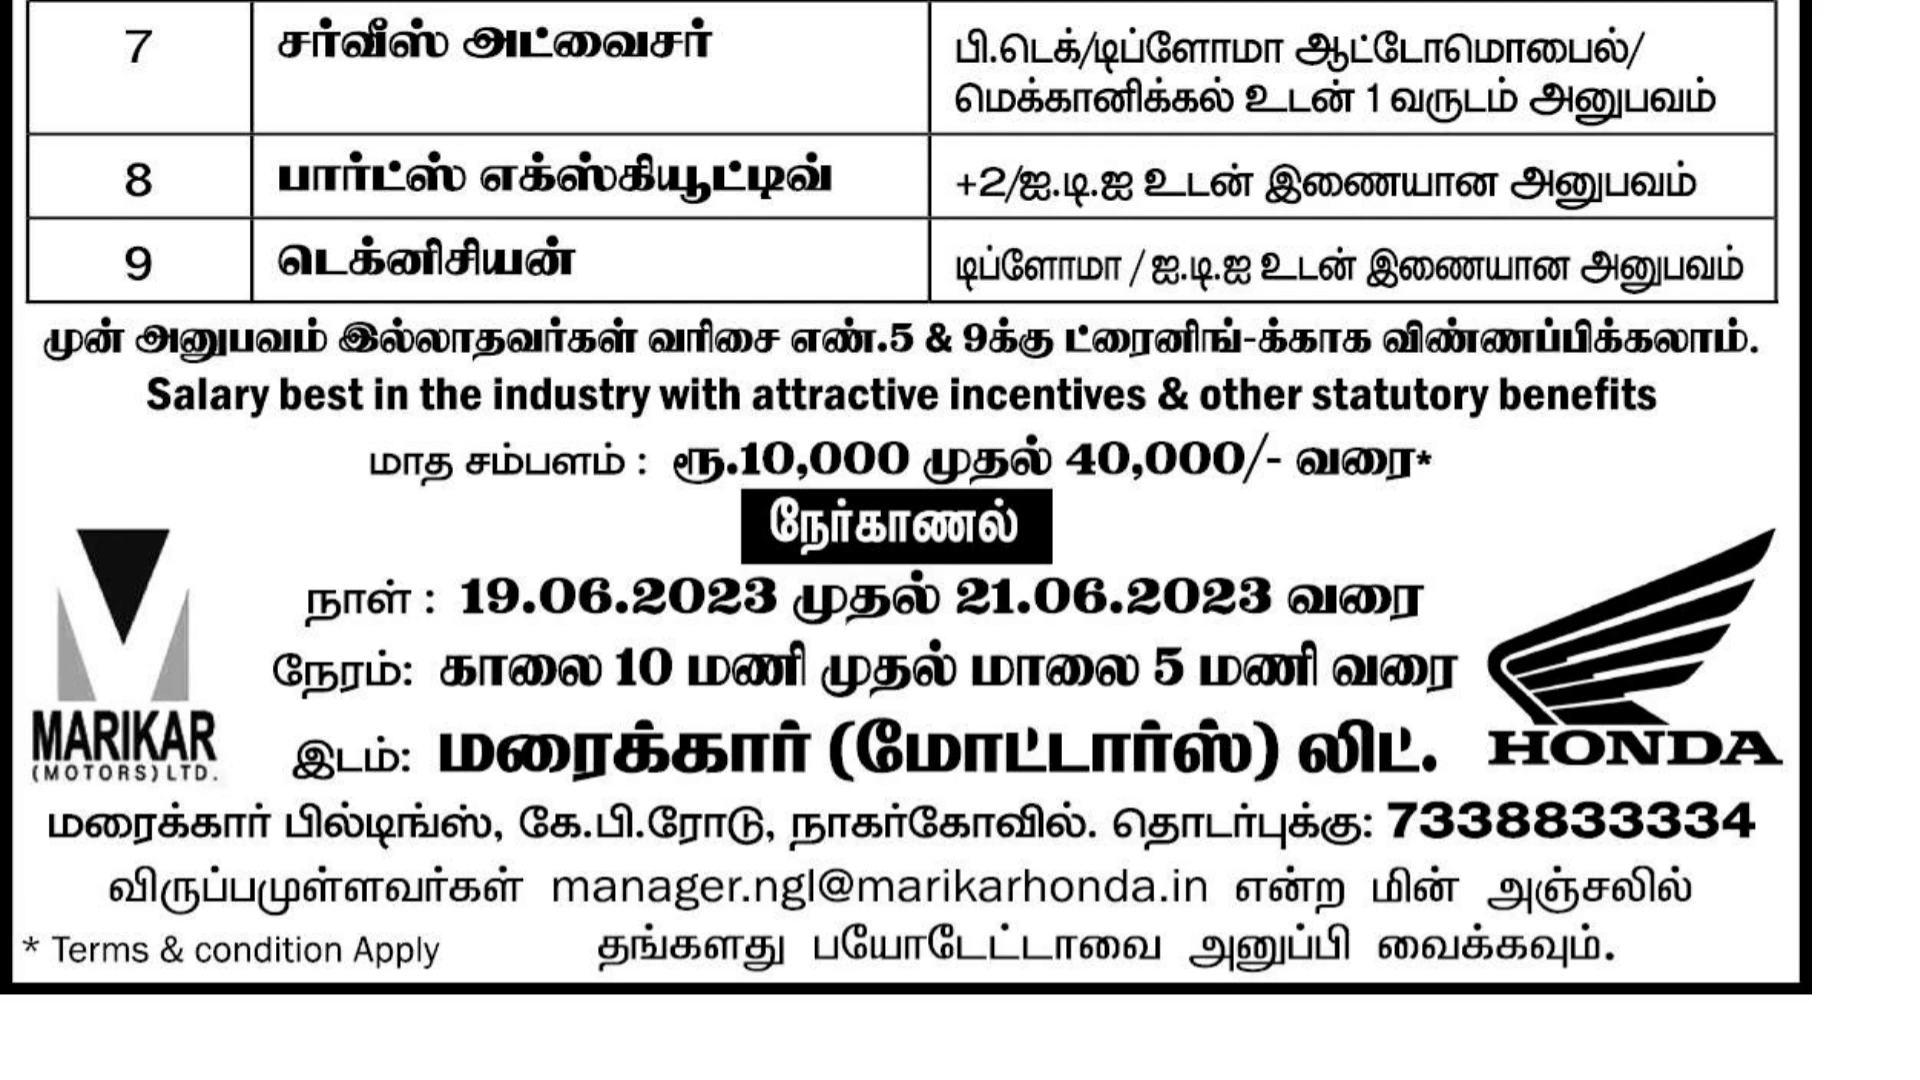 7 சர்வீஸ் அட்வைசர் பி.டெக்/டிப்ளோமா ஆட்டோமொபைல்/
மெக்கானிக்கல் உடன் 1 வருடம் அனுபவம்
8 பார்ட்ஸ் எக்ஸ்கியூட்டிவ் +2/ஐ.டி.ஐ உடன் இணையான அனுபவம்
9 டெக்னிசியன் டிப்ளோமா / ஐ.டி.ஐ உடன் இணையான அனுபவம்
முன் அனுபவம் இல்லாதவர்கள் வரிசை எண்.5 & 9க்கு ட்ரைனிங்-க்காக விண்ணப்பிக்கலாம்.
Salary best in the industry with attractive incentives & other statutory benefits
மாத சம்பளம் : ரூ.10,000 முதல் 40,000/- வரை*
நேர்காணல்
நாள் : 19.06.2023 முதல் 21.06.2023 வரை
நேரம்: காலை 10 மணி முதல் மாலை 5 மணி வரை
இடம்: மரைக்கார் (மோட்டார்ஸ்) லிட்.
MARIKAR
(MOTORS) LTD.
HONDA
மரைக்கார் பில்டிங்ஸ், கே.பி.ரோடு, நாகர்கோவில். தொடர்புக்கு: 7338833334
விருப்பமுள்ளவர்கள் manager.ngl@marikarhonda.in என்ற மின் அஞ்சலில்
தங்களது பயோடேட்டாவை அனுப்பி வைக்கவும்.
* Terms & condition Apply